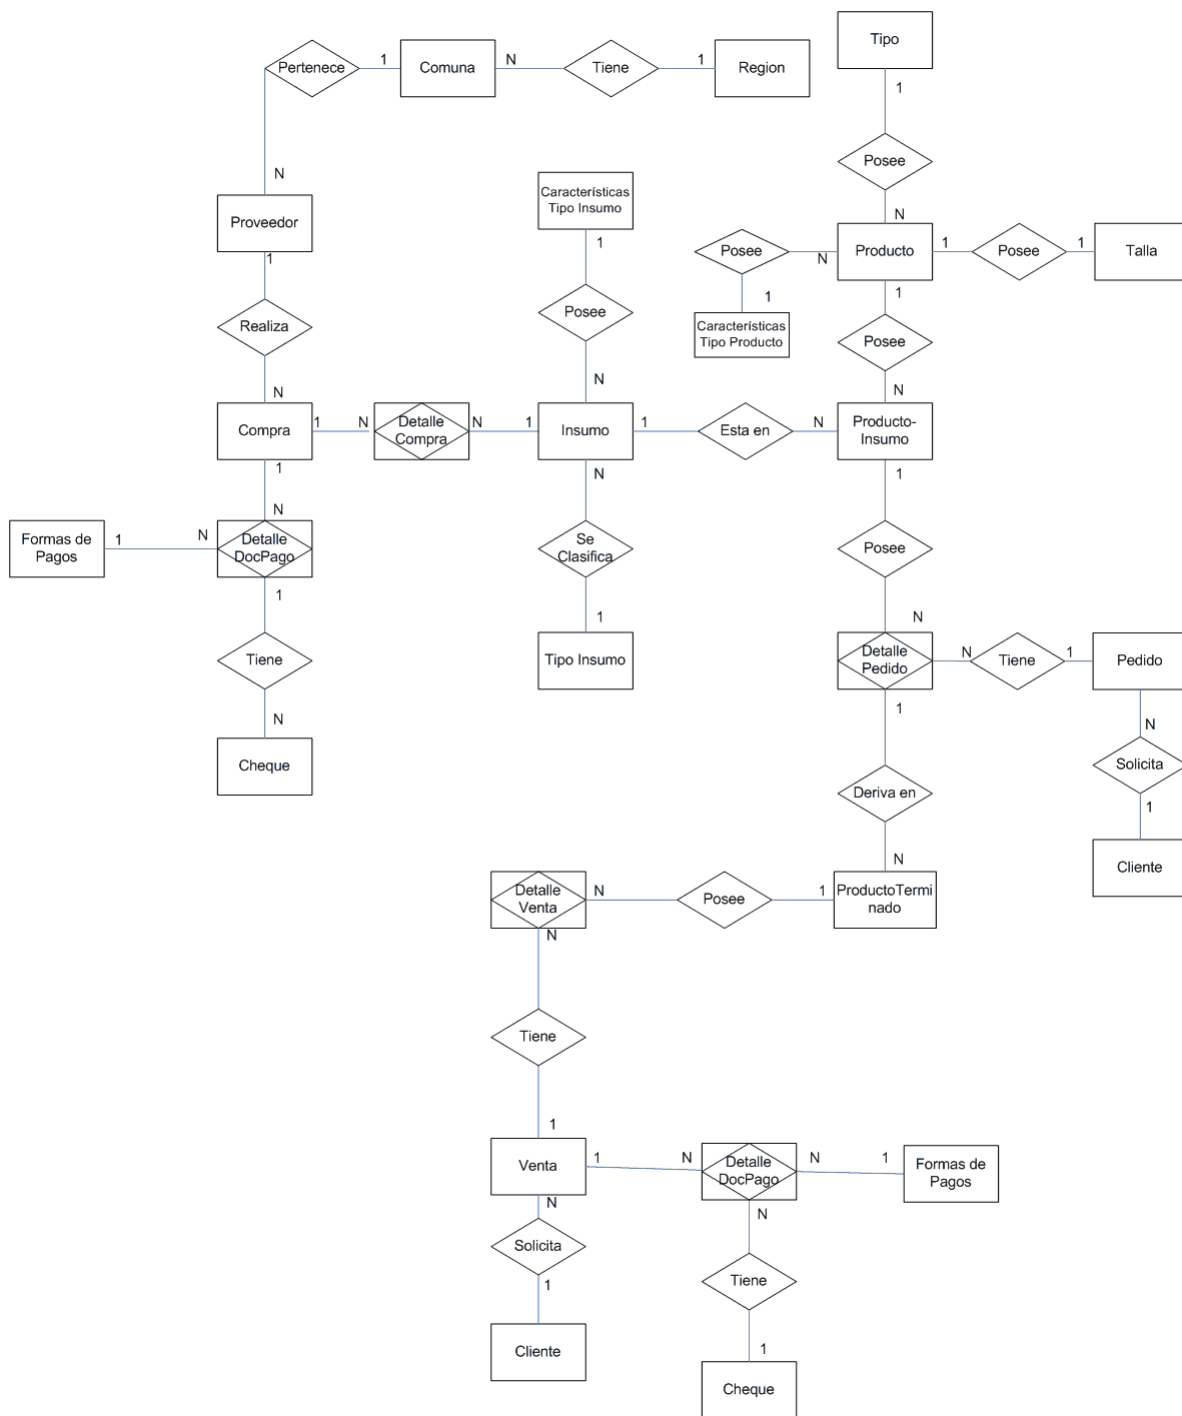 Tipo
1
Pertenece
1
Comuna
N
Tiene
1
Region
Posee
N
N
Proveedor
1
Características
Tipo Insumo
1
Posee
N
Producto
1
Posee
1
Talla
1
Características
Tipo Producto
1
Posee
Realiza
Posee
N
N
N
Compra
1
N
Detalle
Compra
N
1
Insumo
1
Esta en
N
Producto-
Insumo
1
N
1
N
Formas de
Pagos
1
N
Detalle
DocPago
Se
Clasifica
Posee
1
1
N
Tiene
Tipo Insumo
Detalle
Pedido
N
Tiene
1
Pedido
1
N
N
Cheque
Solicita
Deriva en
1
N
Cliente
Detalle
Venta
N
Posee
1
ProductoTermi
nado
N
Tiene
1
Venta
1
N
Detalle
DocPago
N
1
Formas de
Pagos
N
N
Solicita
Tiene
1
1
Cliente
Cheque